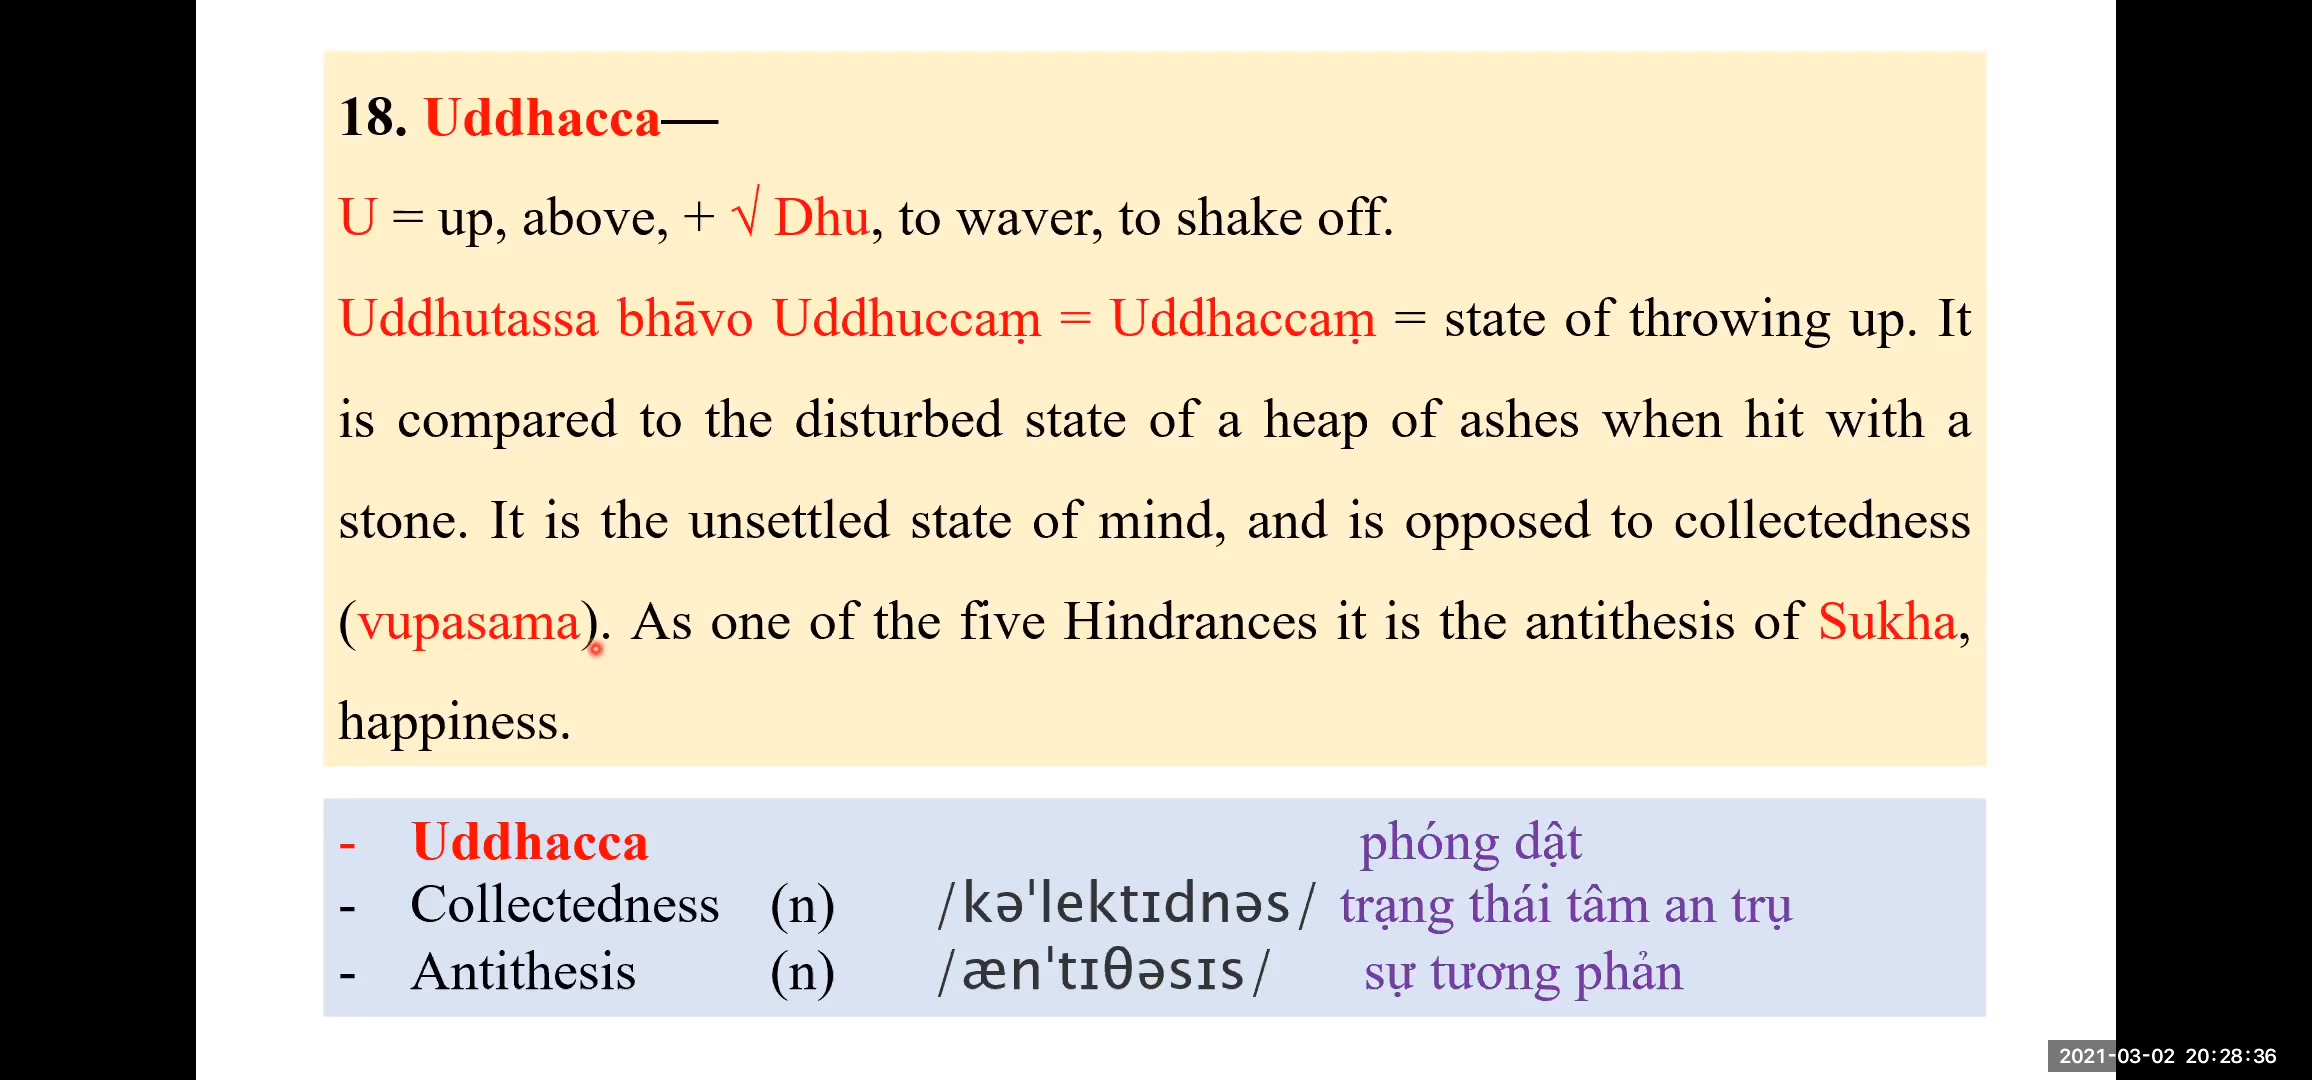 18. Uddhacca—
U = up, above, + √ Dhu, to waver, to shake off.
Uddhutassa bhāvo Uddhuccaṃ = Uddhaccaṃ = state of throwing up. It
is compared to the disturbed state of a heap of ashes when hit with a
stone. It is the unsettled state of mind, and is opposed to collectedness
(vupasama). As one of the five Hindrances it is the antithesis of Sukha,
happiness.
- Uddhacca phóng dật
- Collectedness (n) /kəˈlektɪdnəs/ trạng thái tâm an trụ
- Antithesis (n) /ænˈtɪθəsɪs/ sự tương phản
2021-03-02 20:28:36